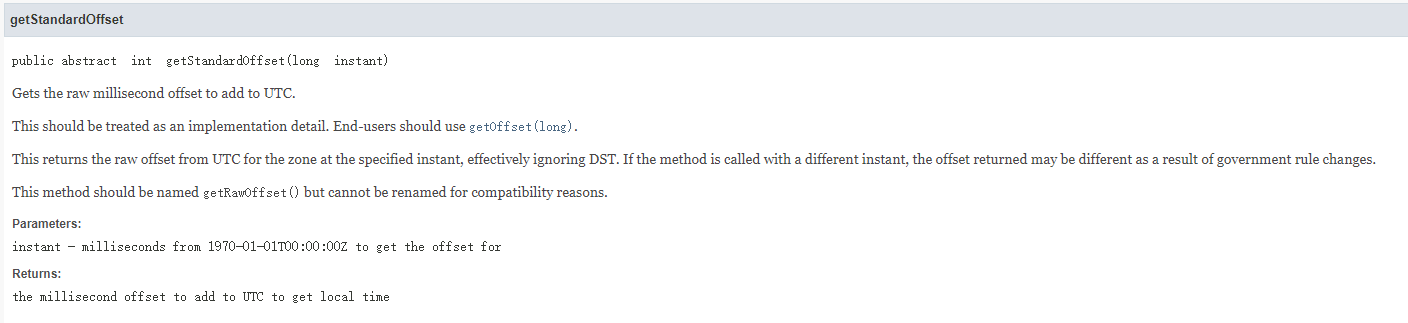 getStandardOffset
public abstract int getStandardOffset(long instant)
Gets the raw millisecond offset to add to UTC.
This should be treated as an implementation detail. End-users should use getOffset(long).
This returns the raw offset from UTC for the zone at the specified instant, effectively ignoring DST. If the method is called with a different instant, the offset returned may be different as a result of government rule changes.
This method should be named getRawOffset() but cannot be renamed for compatibility reasons.
Parameters:
instant - milliseconds from 1970-01-01T00:00:00Z to get the offset for
Returns:
the millisecond offset to add to UTC to get local time